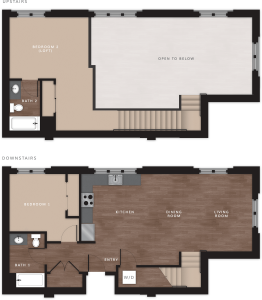 UPSTAIRS
BEDROOM 2
(LOFT)
OPEN TO BELOW
BATH 2
DOWNSTAIRS
BEDROOM 1
KITCHEN
DINING
ROOM
LIVING
ROOM
BATH 1
ENTRY
W/D